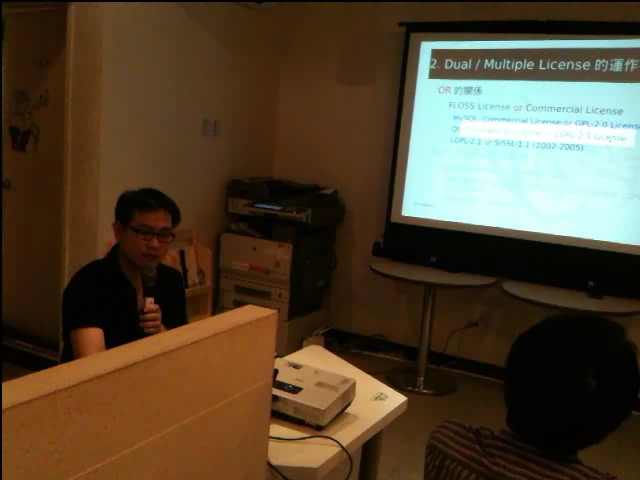 2. Dual / Multiple License 的運作
OR 的關係
FLOSS License or Commercial License
MySQL Commercial License or GPL-2.0 License
LGPL-2.1 License
LGPL-2.1 or SISSL-1.1 (2002-2005)